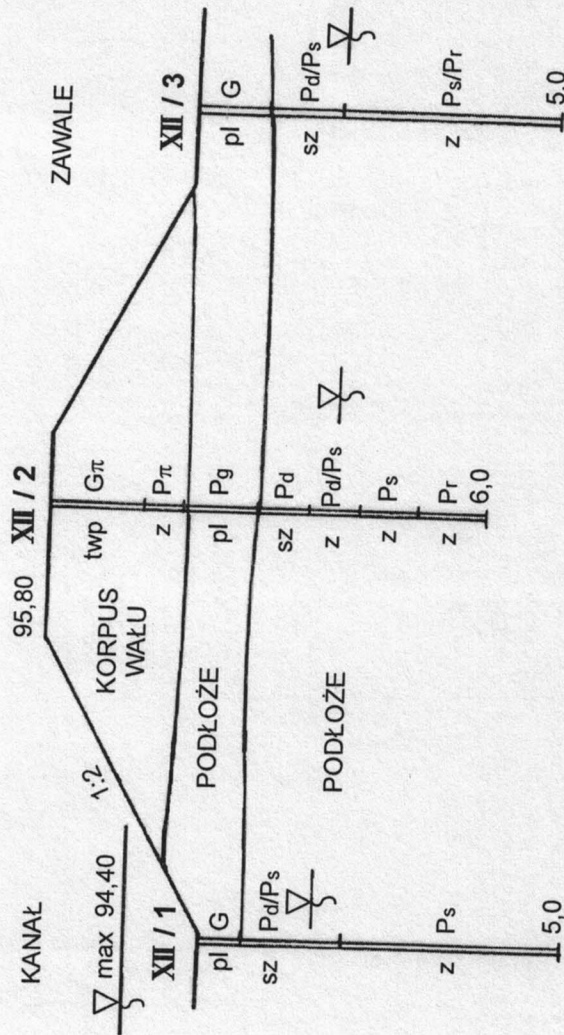 KANAŁ
max 94,40
XII / 1
pl G
sz Pd/Ps
z Ps
5,0
1:2
95,80
XII / 2
KORPUS
WAŁU
twp Gπ
z Pπ
PODŁOŻE
pl Pg
PODŁOŻE
sz Pd
z Pd/Ps
z Ps
z Pr
6,0
ZAWALE
XII / 3
pl G
sz Pd/Ps
z Ps/Pr
5,0